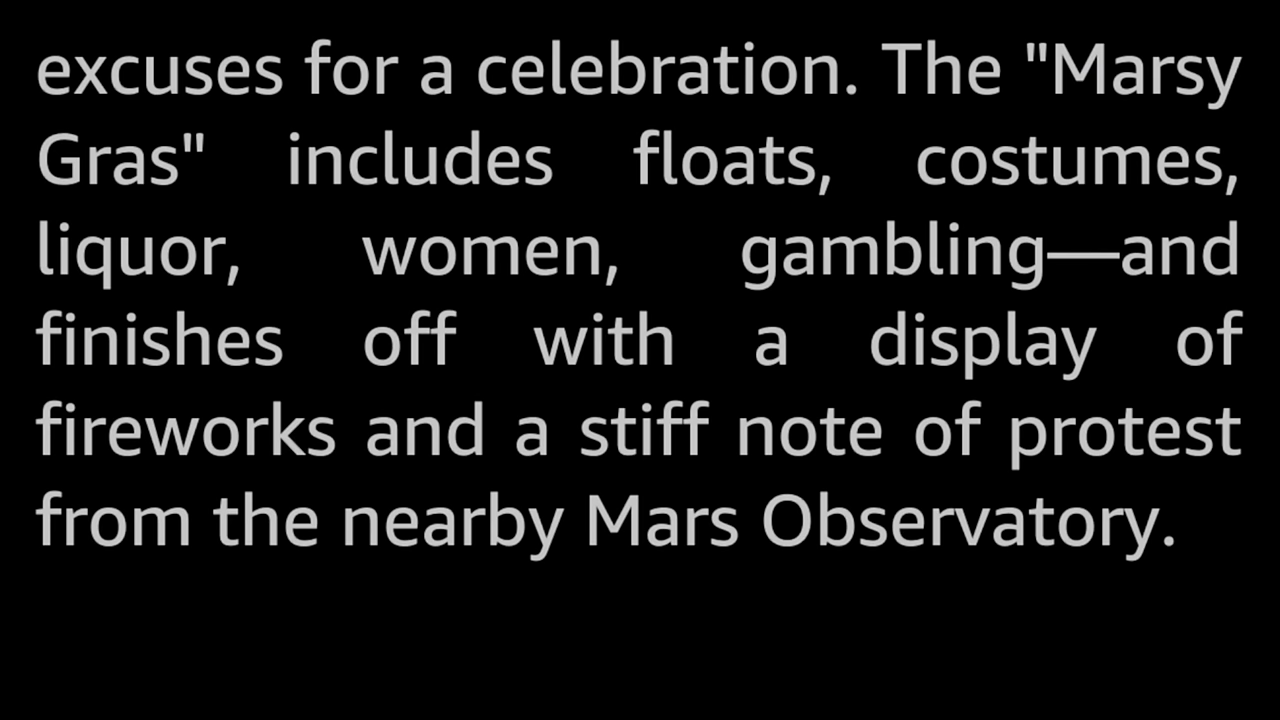 excuses for a celebration. The "Marsy
Gras" includes floats, costumes,
liquor, women, gambling—and
finishes off with a display of
fireworks and a stiff note of protest
from the nearby Mars Observatory.